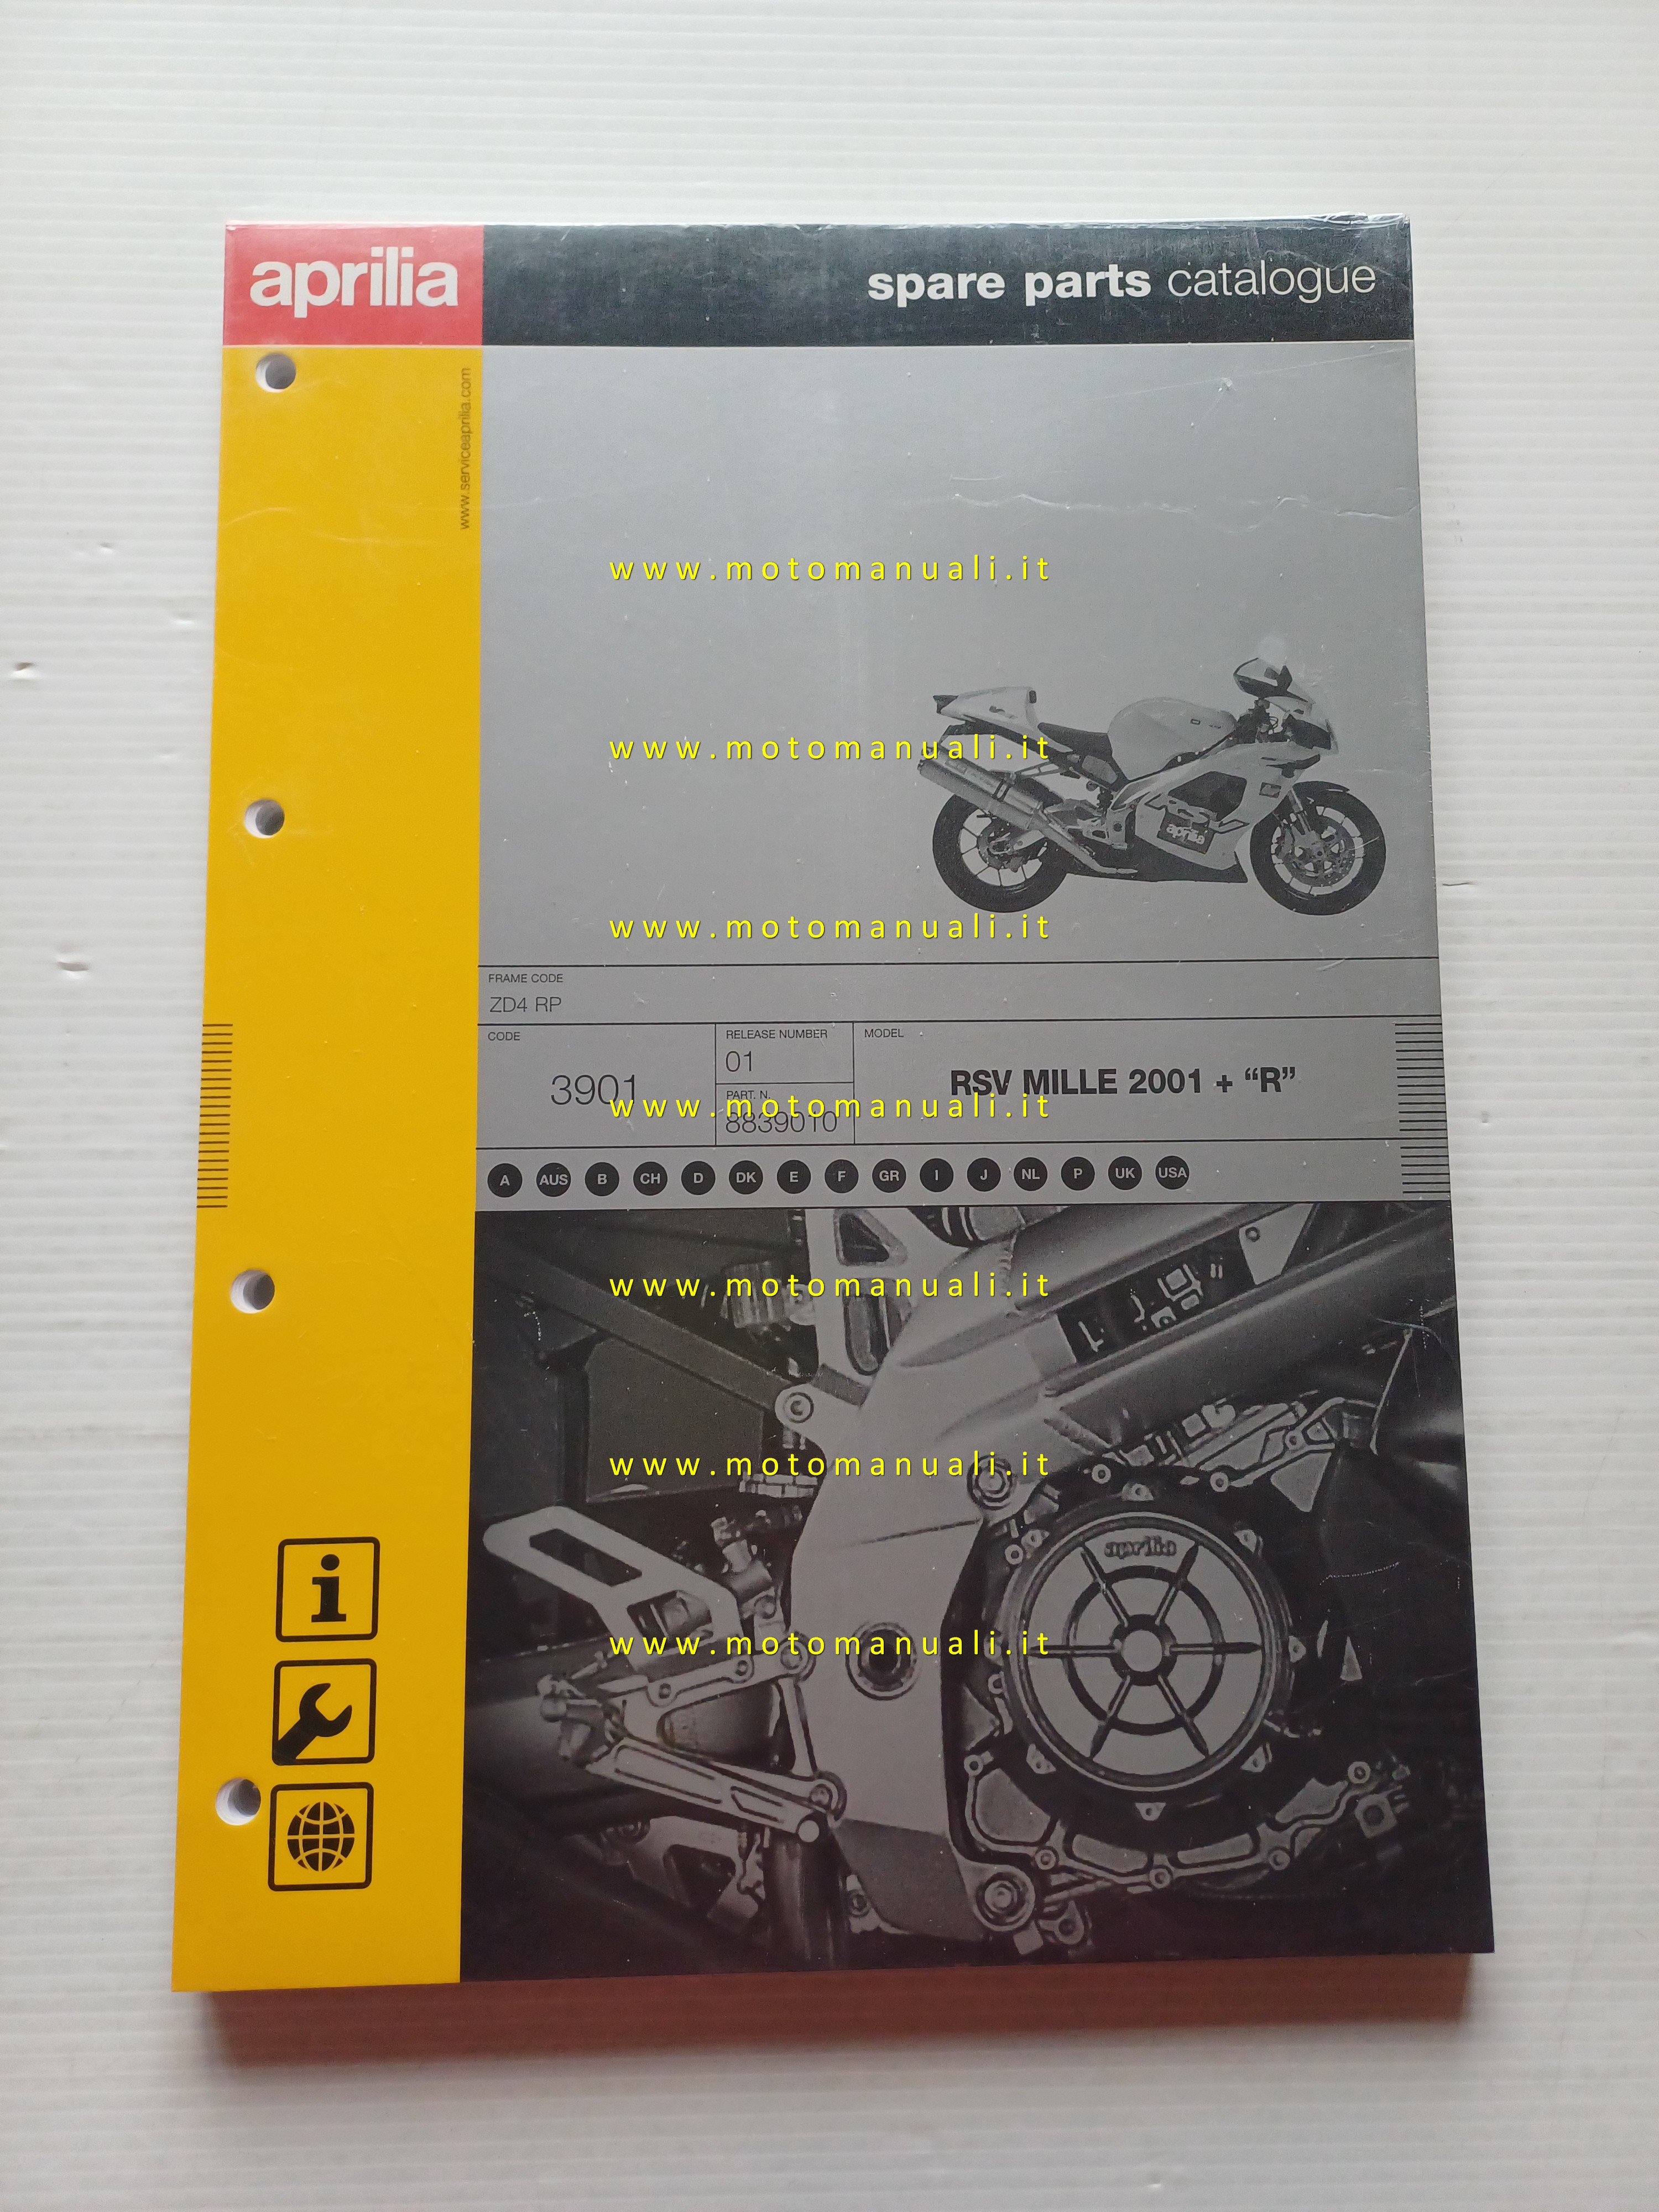 aprilia
spare parts catalogue
www.serviceaprilia.com
www.motomanuali.it
www.motomanuali.it
aprilia
www.motomanuali.it
FRAME CODE
ZD4 RP
CODE
3901
RELEASE NUMBER
01
PART. N.
8839010
MODEL
RSV MILLE 2001 + “R”
www.motomanuali.it
A AUS B CH D DK E F GR I J NL P UK USA
www.motomanuali.it
www.motomanuali.it
aprilia
www.motomanuali.it
i